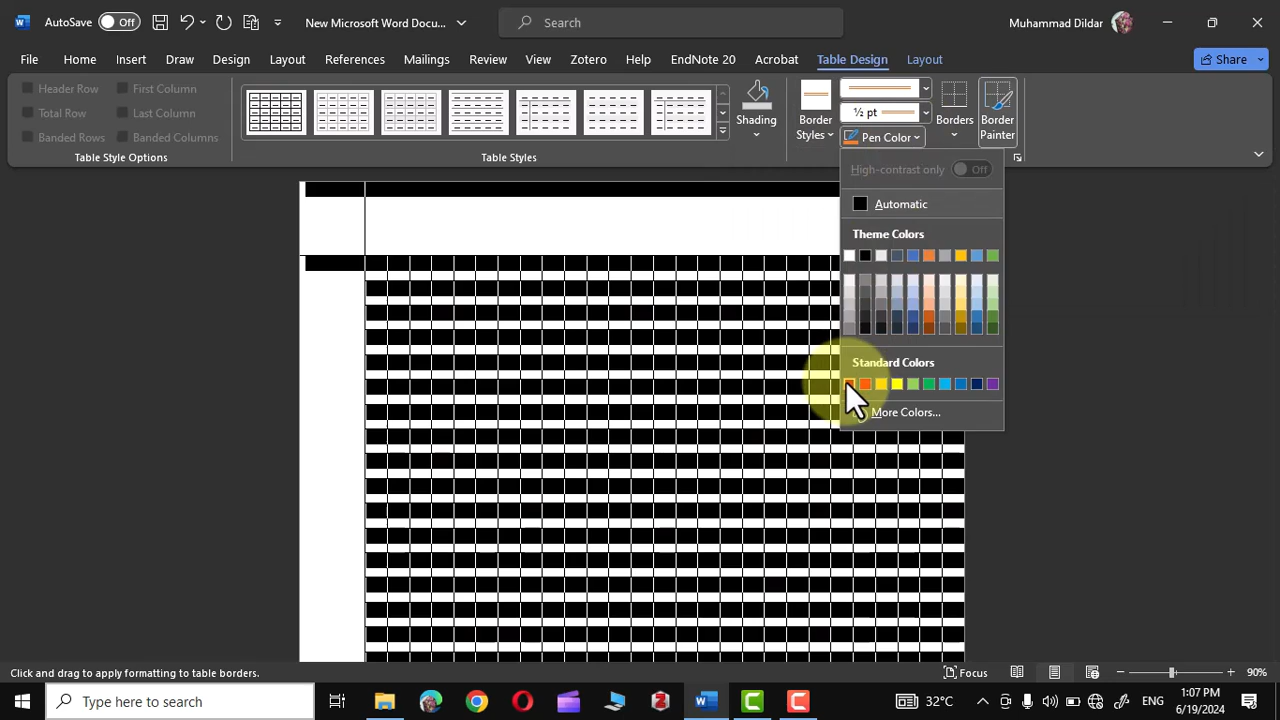 AutoSave Off New Microsoft Word Docu... Search Muhammad Dildar
File Home Insert Draw Design Layout References Mailings Review View Zotero Help EndNote 20 Acrobat Table Design Layout Share
Header Row First Column
Total Row Last Column
Banded Rows Banded Columns
Table Style Options
Table Styles
Shading
Border
Styles
½ pt
Pen Color
Borders
Border
Painter
High-contrast only Off
Automatic
Theme Colors
Standard Colors
More Colors...
Click and drag to apply formatting to table borders. Focus 90%
Type here to search 32°C ENG 1:07 PM
6/19/2024